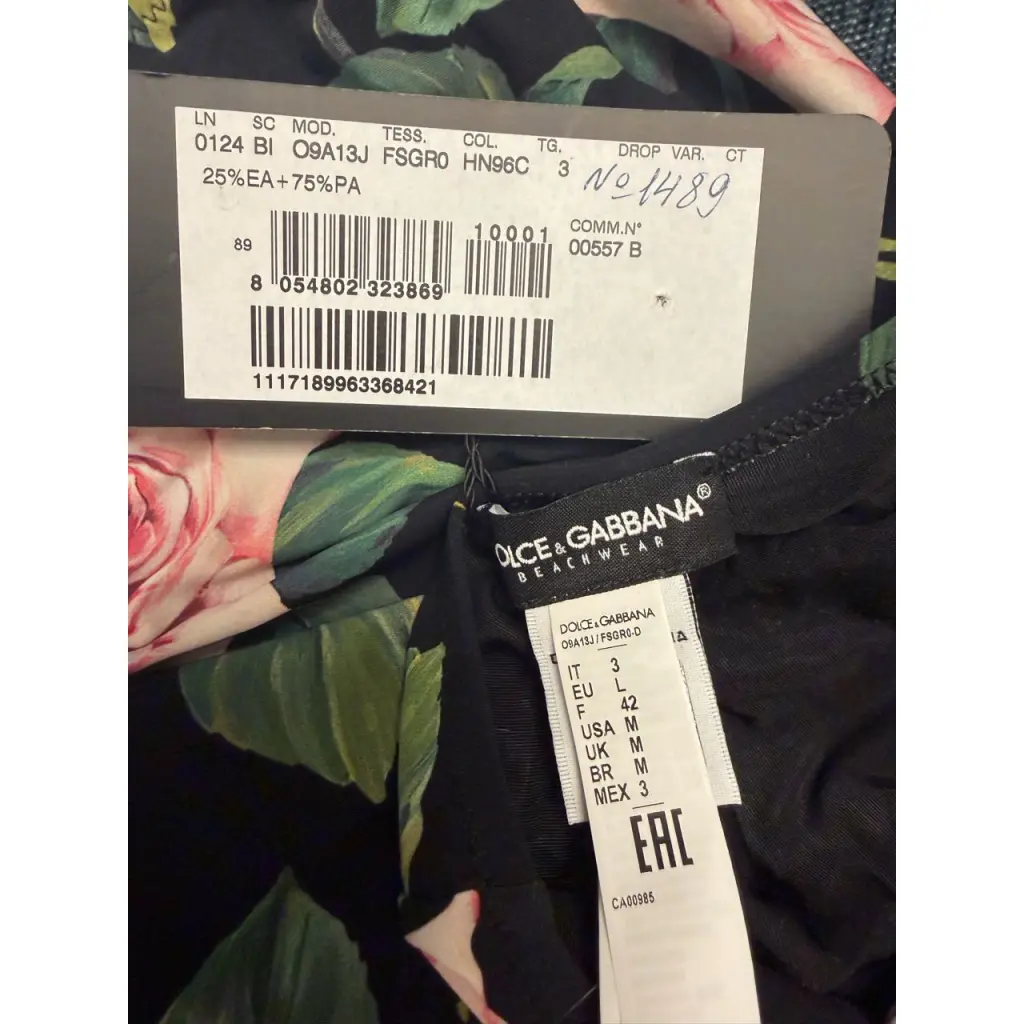 LN SC MOD. TESS. COL. TG. DROP VAR. CT
0124 BI O9A13J FSGR0 HN96C 3
№1489
25%EA+75%PA
10001
COMM.N°
00557 B
89
8 054802 323869
1117189963368421
DOLCE & GABBANA®
BEACHWEAR
DOLCE & GABBANA
O9A13J / FSGR0-D
IT 3
EU L
F 42
USA M
UK M
BR M
MEX 3
EAC
CA00985